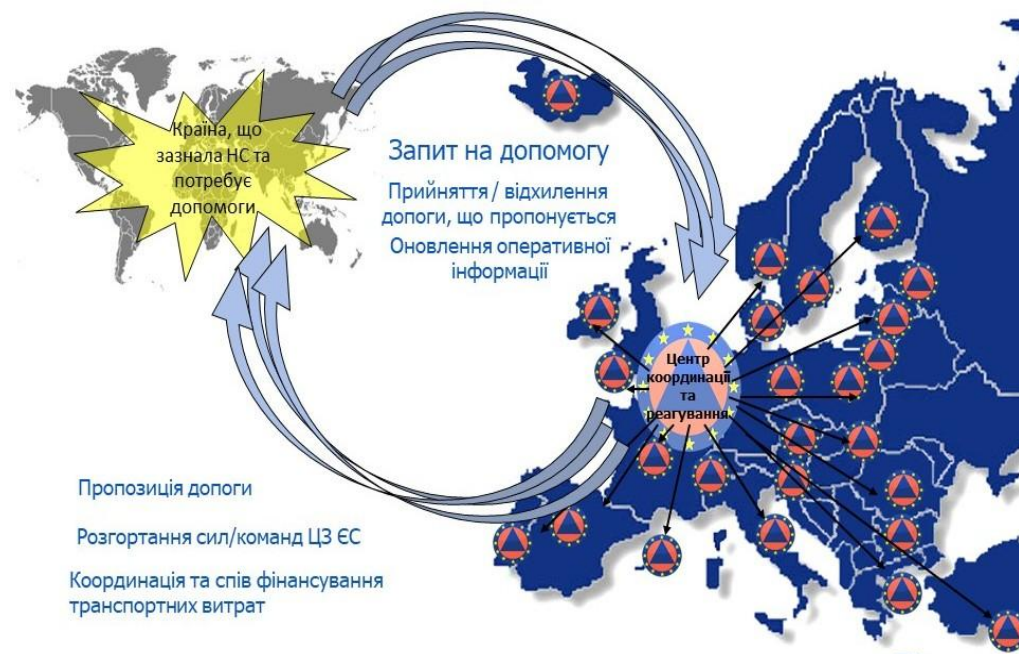 Країна, що
зазнала НС та
потребує
допомоги
Запит на допомогу
Прийняття / відхилення
допоги, що пропонується
Оновлення оперативної
інформації
Центр
координації
та
реагування
Пропозиція допоги
Розгортання сил/команд ЦЗ ЄС
Координація та спів фінансування
транспортних витрат